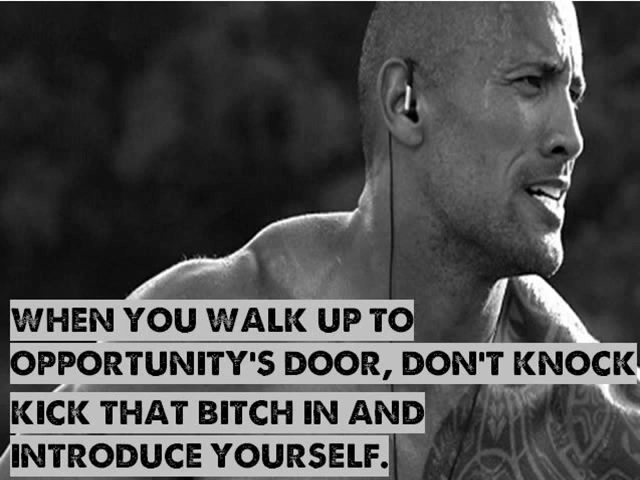 WHEN YOU WALK UP TO
OPPORTUNITY'S DOOR, DON'T KNOCK
KICK THAT BITCH IN AND
INTRODUCE YOURSELF.